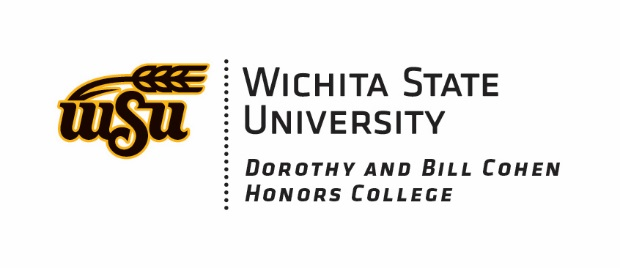 WSU
WICHITA STATE
UNIVERSITY
DOROTHY AND BILL COHEN
HONORS COLLEGE